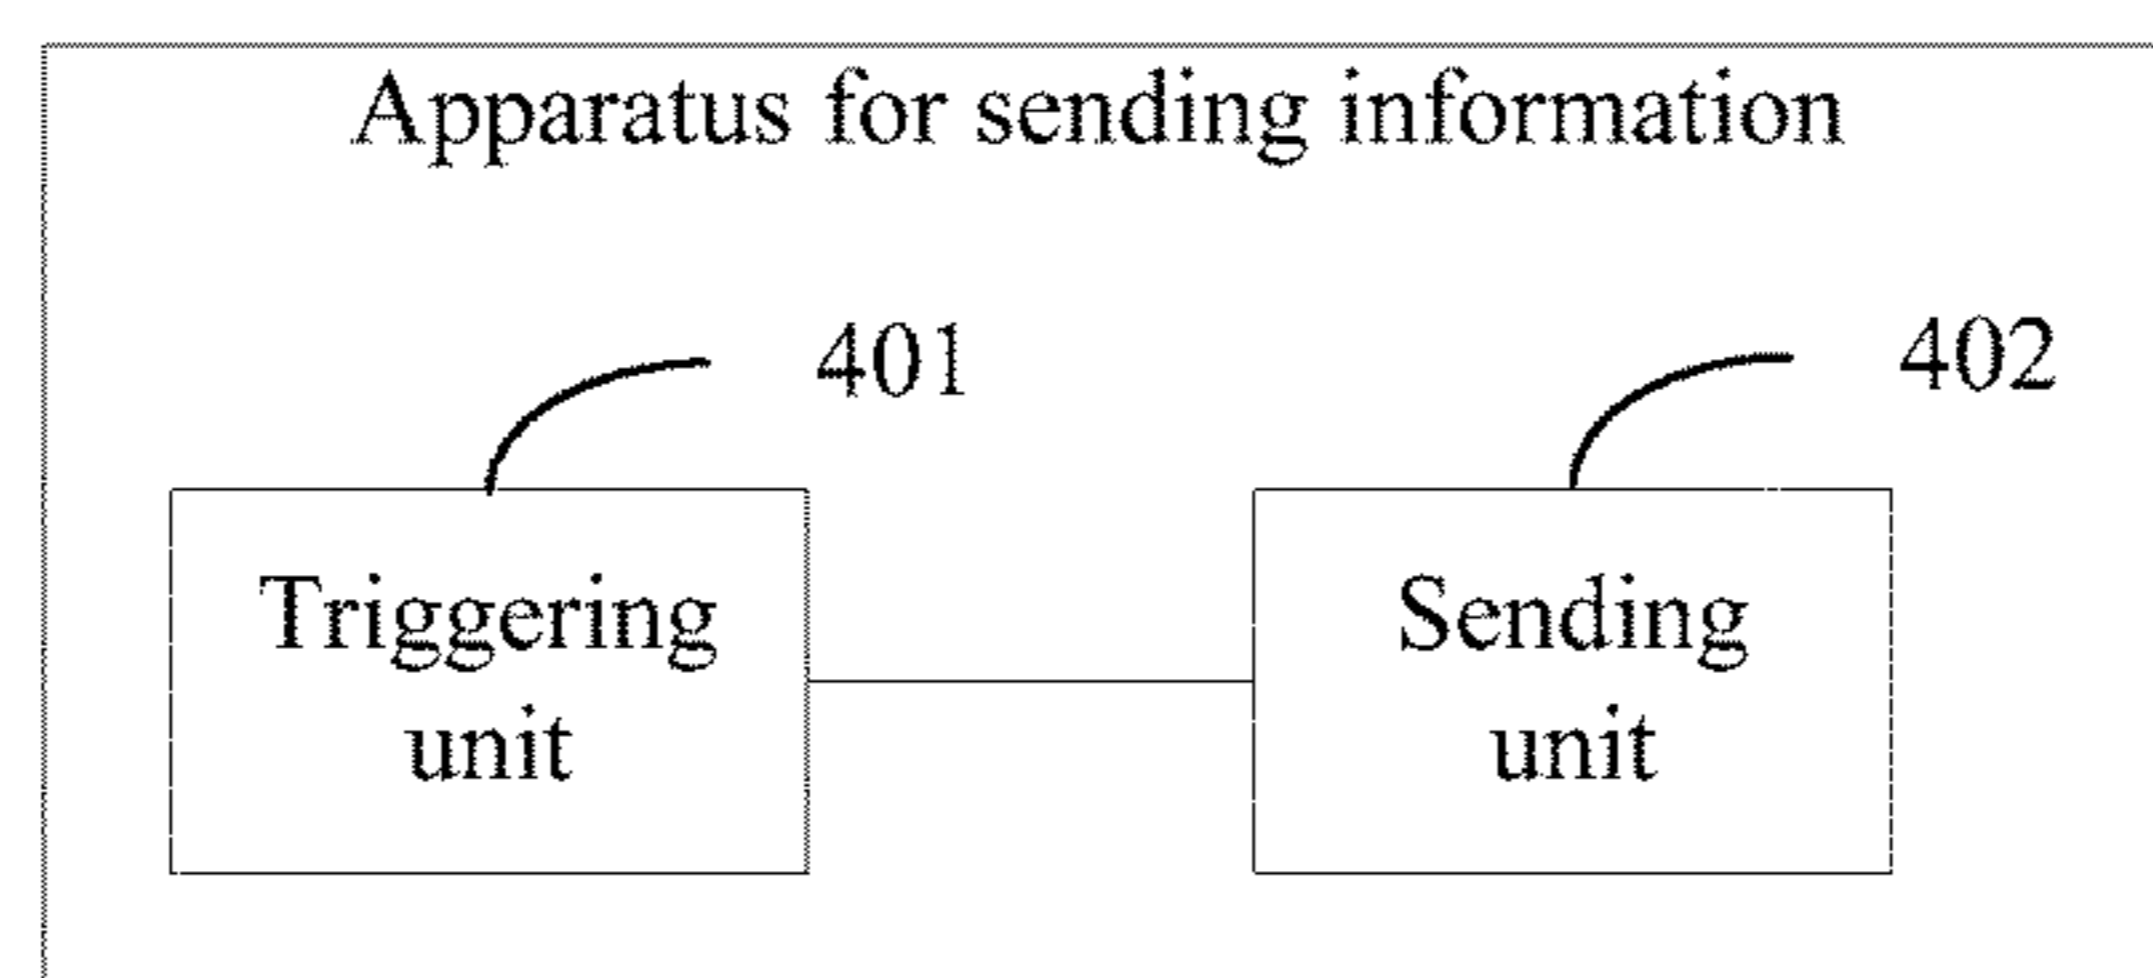 Apparatus for sending information
401
402
Triggering
unit
Sending
unit